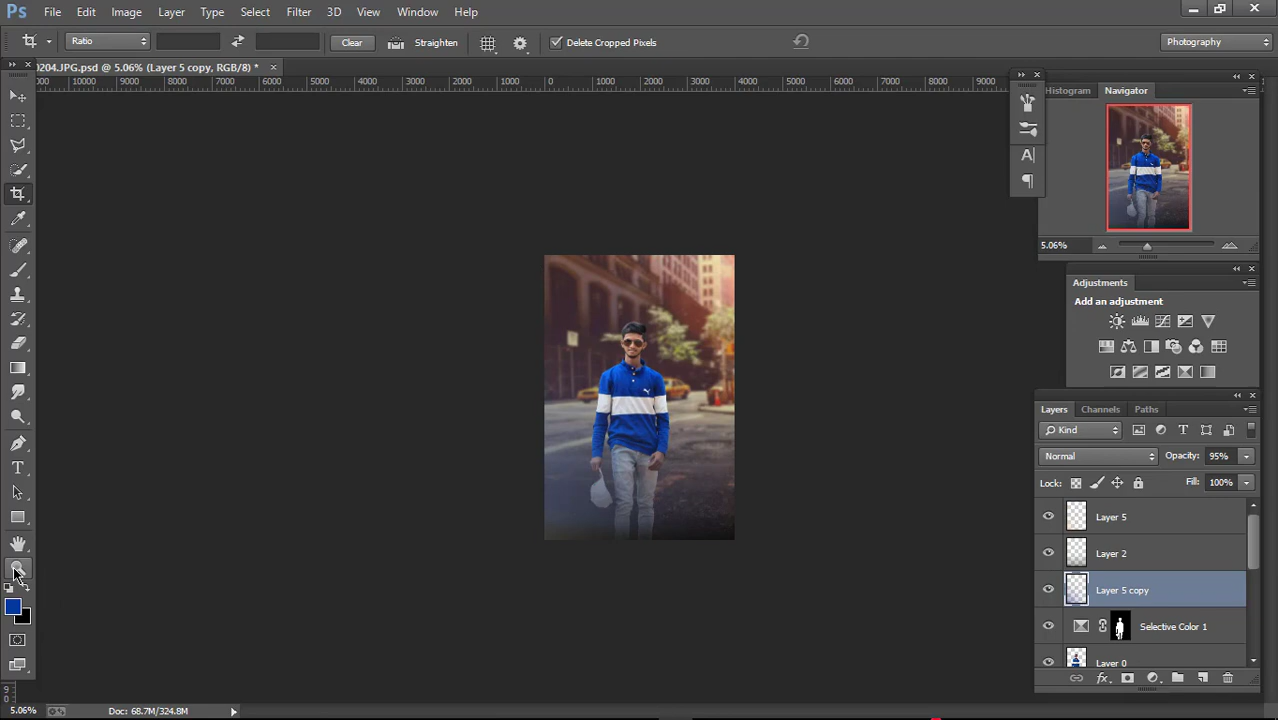 Ps File Edit Image Layer Type Select Filter 3D View Window Help
Ratio Clear Straighten Delete Cropped Pixels Photography
0204.JPG.psd @ 5.06% (Layer 5 copy, RGB/8) * ×
10000 9000 8000 7000 6000 5000 4000 3000 2000 1000 0 1000 2000 3000 4000 5000 6000 7000 8000 9000
Histogram Navigator
5.06%
Adjustments
Add an adjustment
Layers Channels Paths
Kind
Normal Opacity: 95%
Lock: Fill: 100%
Layer 5
Layer 2
Layer 5 copy
Selective Color 1
Layer 0
9
0
5.06% Doc: 68.7M/324.8M